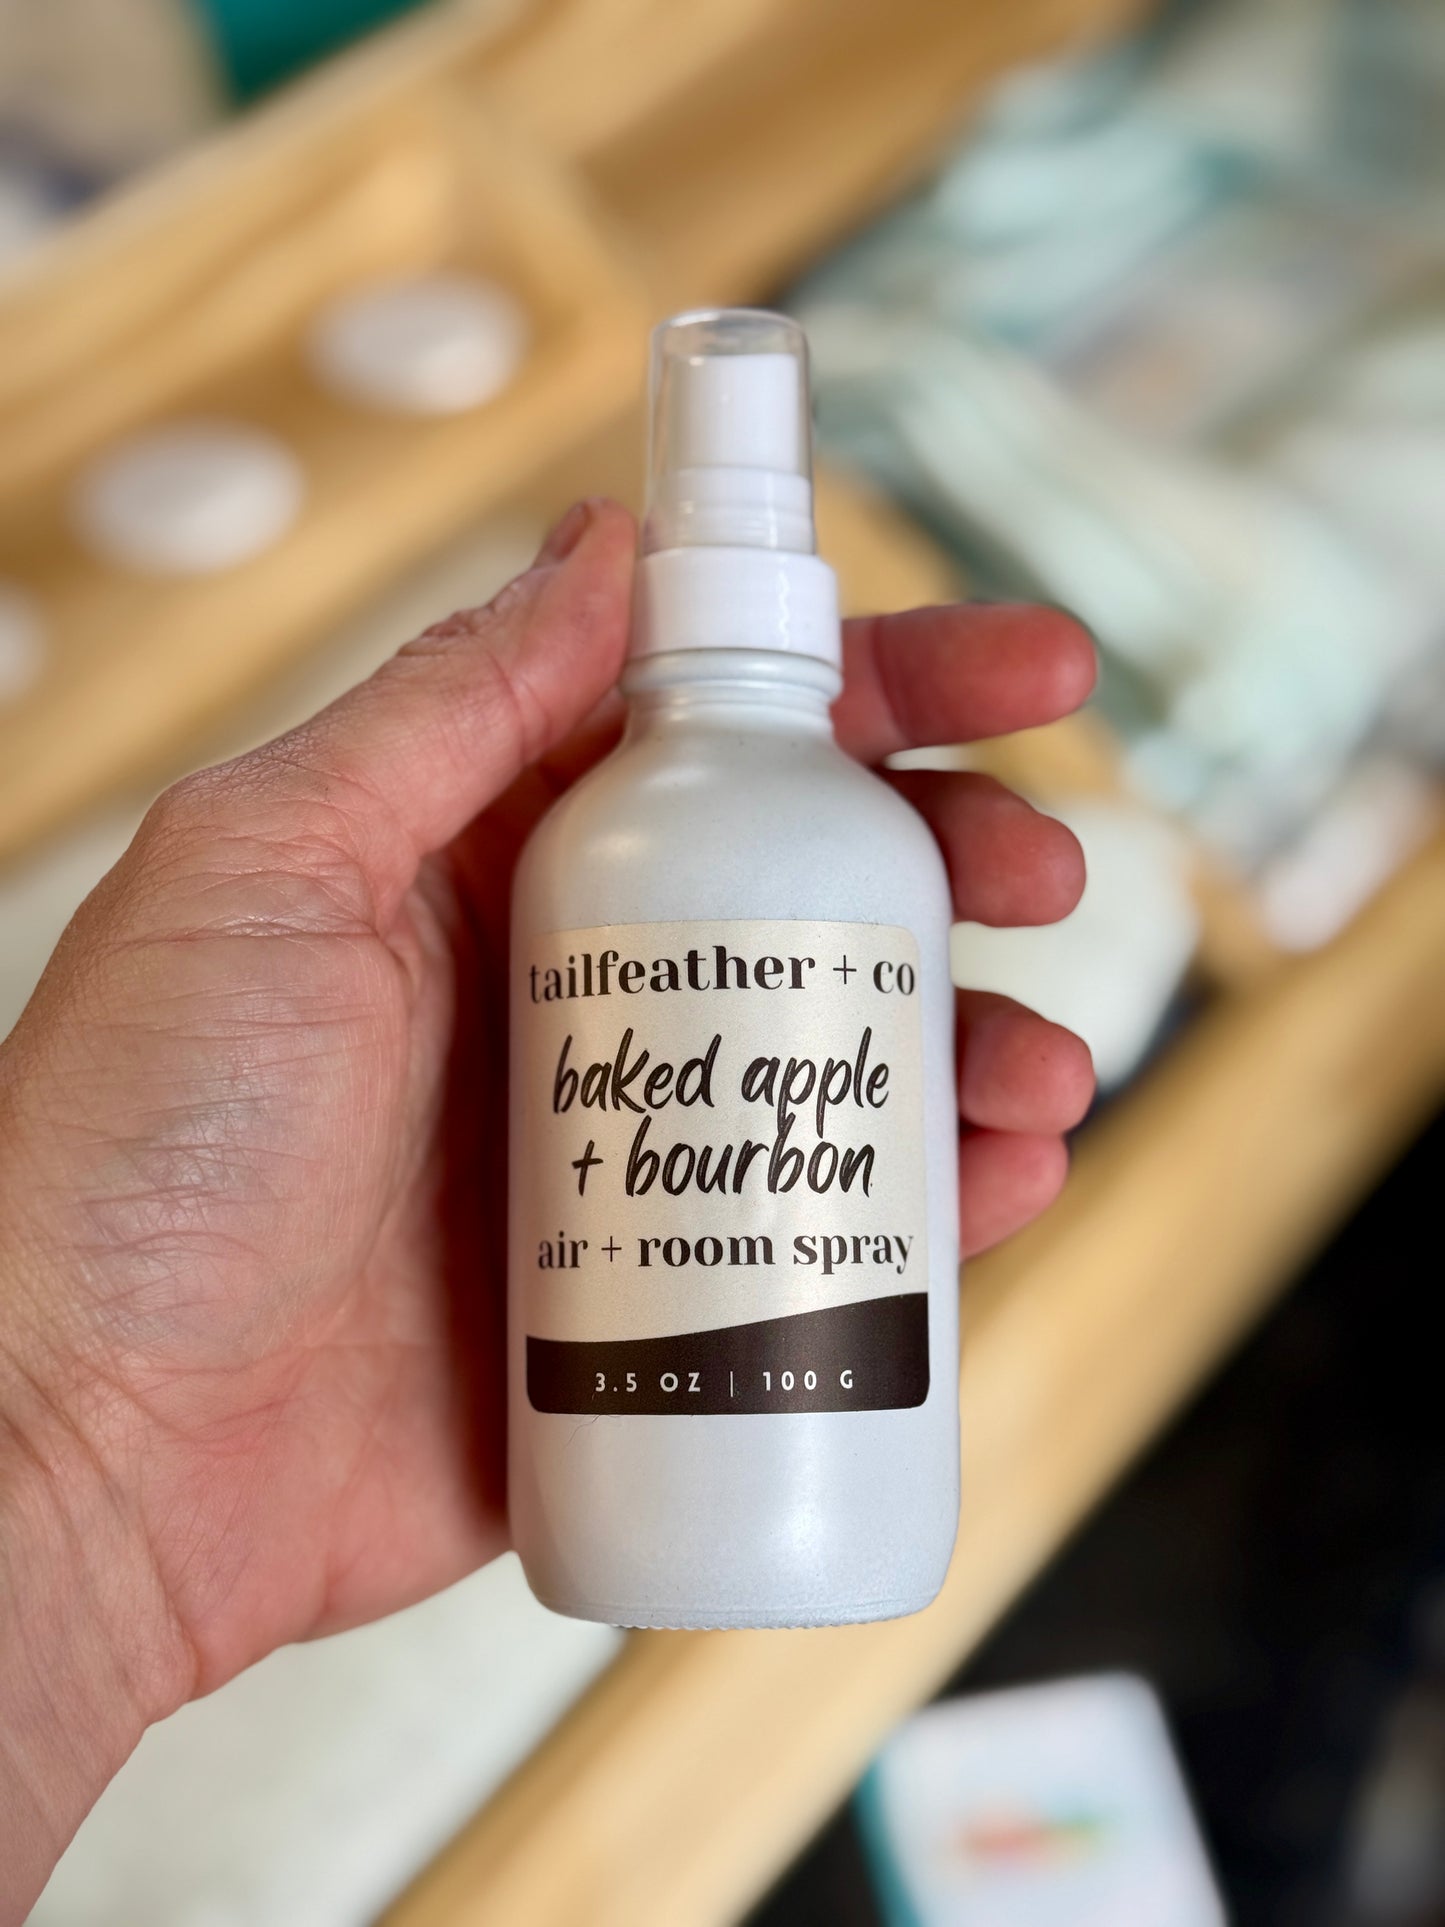 tailfeather + co
baked apple
+ bourbon
air + room spray
3.5 OZ | 100 G